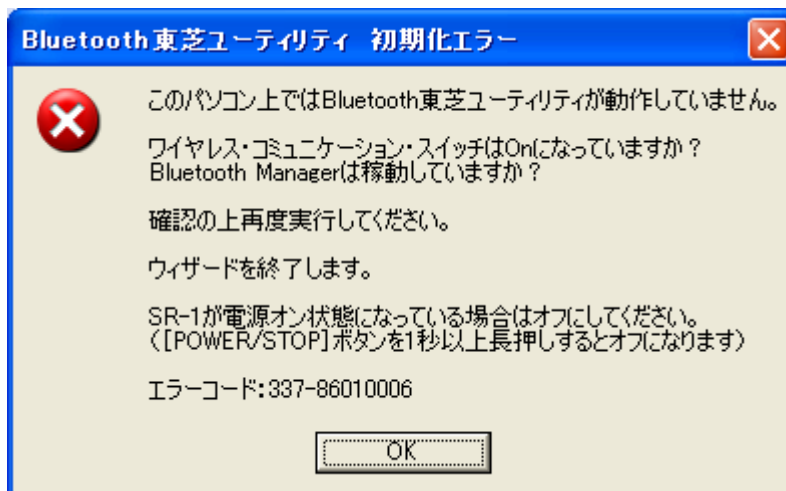 Bluetooth東芝ユーティリティ 初期化エラー
このパソコン上ではBluetooth東芝ユーティリティが動作していません。
ワイヤレス・コミュニケーション・スイッチはOnになっていますか？
Bluetooth Managerは稼動していますか？
確認の上再度実行してください。
ウィザードを終了します。
SR-1が電源オン状態になっている場合はオフにしてください。
（[POWER/STOP]ボタンを1秒以上長押しするとオフになります）
エラーコード：337-86010006
OK